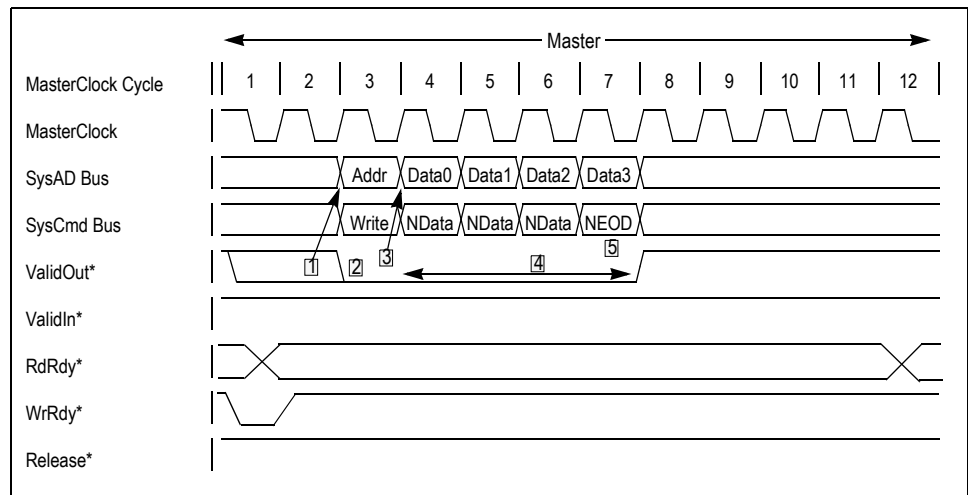 Master
MasterClock Cycle 1 2 3 4 5 6 7 8 9 10 11 12
MasterClock
SysAD Bus Addr Data0 Data1 Data2 Data3
SysCmd Bus Write NData NData NData NEOD
ValidOut* 1 2 3 4 5
ValidIn*
RdRdy*
WrRdy*
Release*